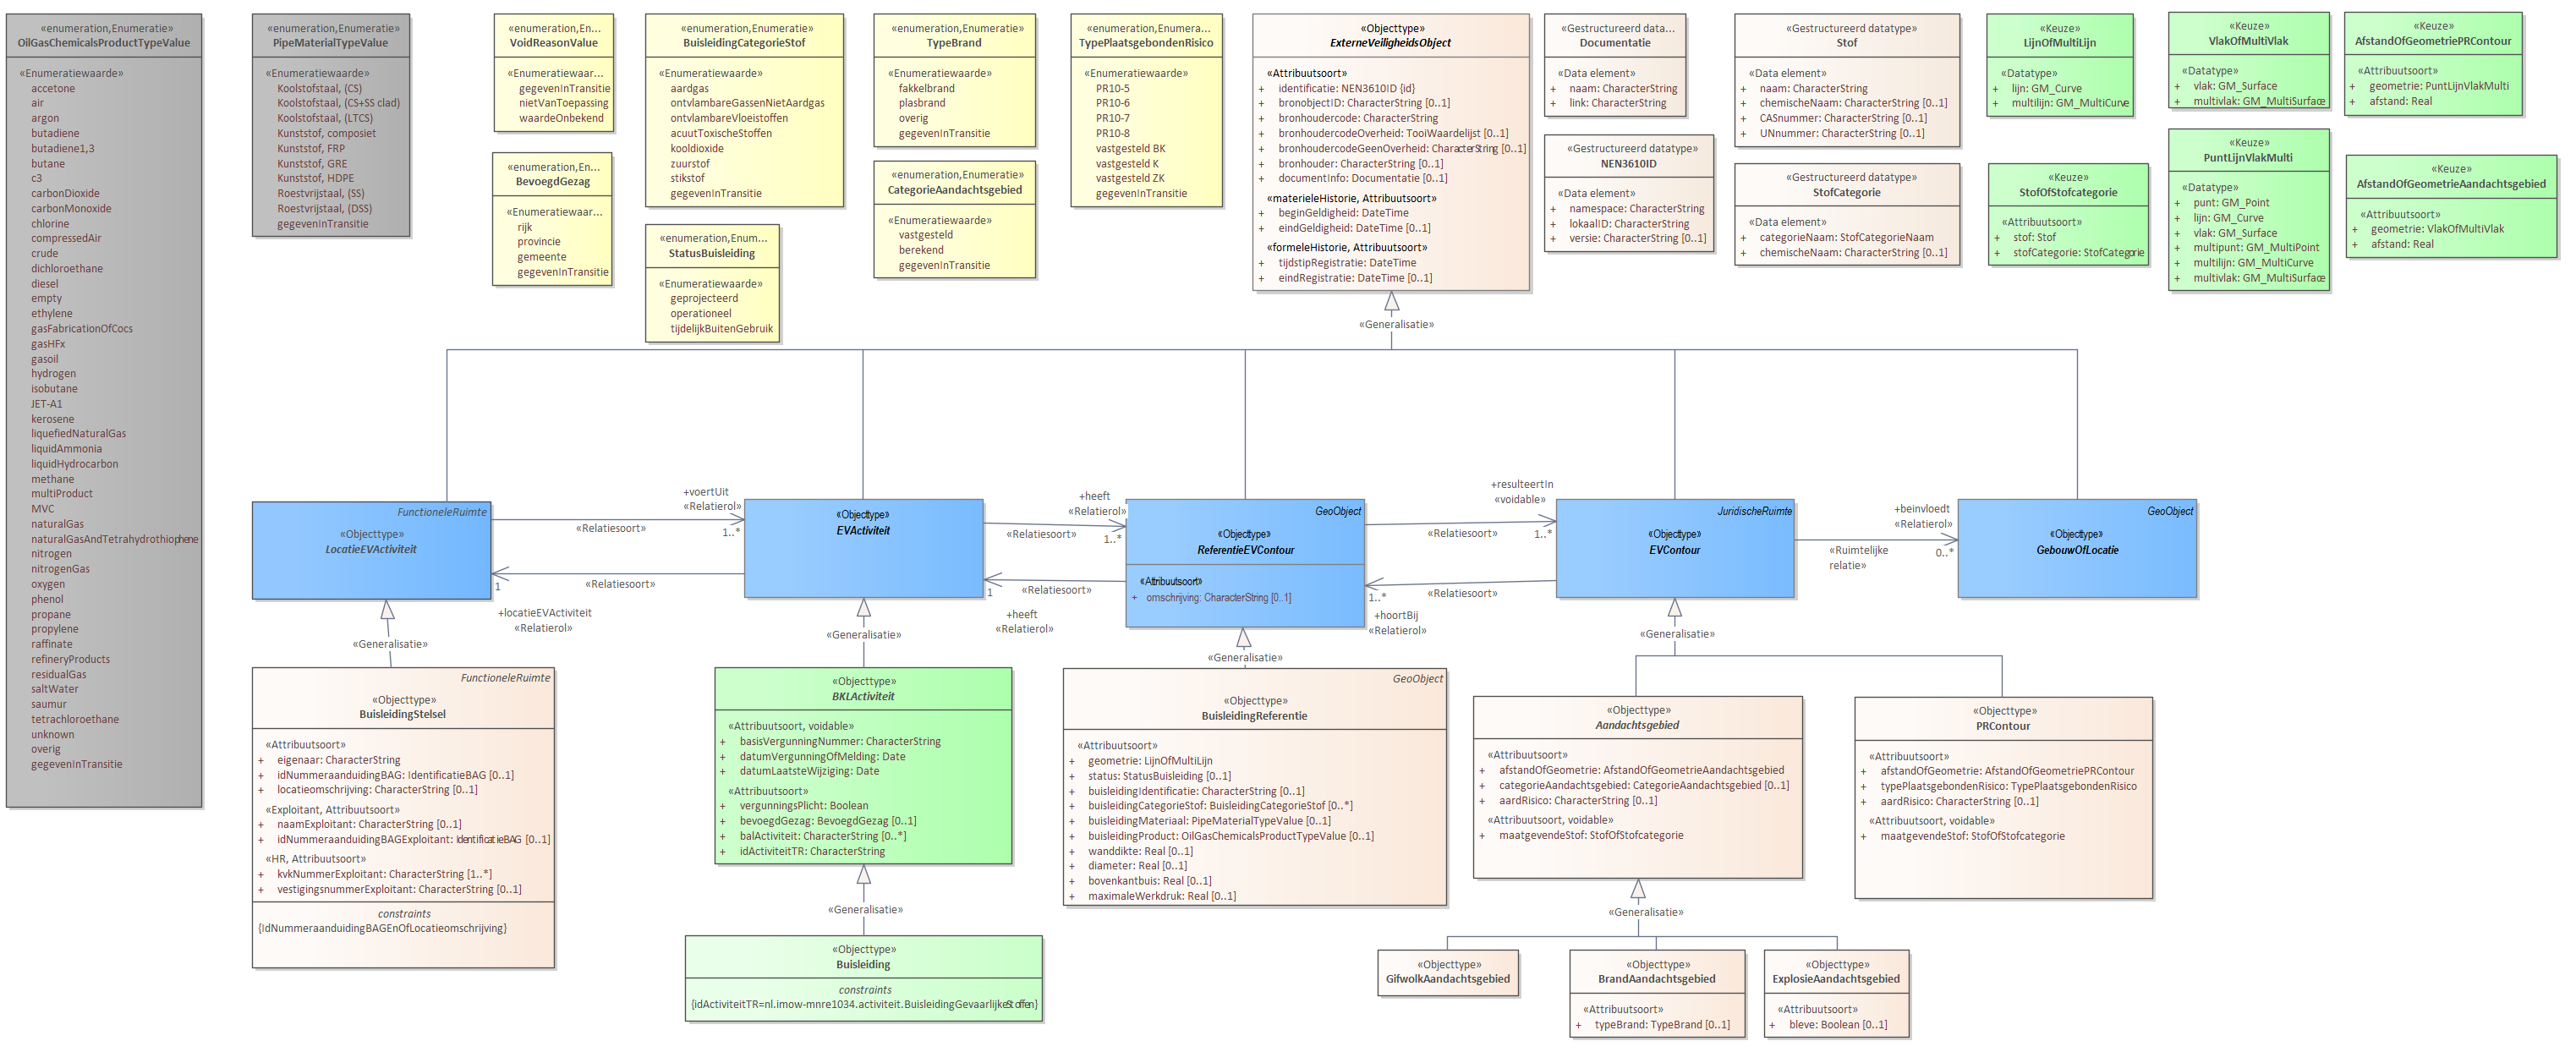 «enumeration,Enumeratie»
OilGasChemicalsProductTypeValue
«Enumeratiewaarde»
accetone
air
argon
butadiene
butadiene1,3
butane
c3
carbonDioxide
carbonMonoxide
chlorine
compressedAir
crude
dichloroethane
diesel
empty
ethylene
gasFabricationOfCocs
gasHFx
gasoil
hydrogen
isobutane
JET-A1
kerosene
liquefiedNaturalGas
liquidAmmonia
liquidHydrocarbon
methane
multiProduct
MVC
naturalGas
naturalGasAndTetrahydrothiophene
nitrogen
nitrogenGas
oxygen
phenol
propane
propylene
raffinate
refineryProducts
residualGas
saltWater
saumur
tetrachloroethane
unknown
overig
gegevenInTransitie
«enumeration,Enumeratie»
PipeMaterialTypeValue
«Enumeratiewaarde»
Koolstofstaal, (CS)
Koolstofstaal, (CS+SS clad)
Koolstofstaal, (LTCS)
Kunststof, composiet
Kunststof, FRP
Kunststof, GRE
Kunststof, HDPE
Roestvrijstaal, (SS)
Roestvrijstaal, (DSS)
gegevenInTransitie
«enumeration,En...
VoidReasonValue
«Enumeratiewaar...
gegevenInTransitie
nietVanToepassing
waardeOnbekend
«enumeration,En...
BevoegdGezag
«Enumeratiewaar...
rijk
provincie
gemeente
gegevenInTransitie
«enumeration,Enumeratie»
BuisleidingCategorieStof
«Enumeratiewaarde»
aardgas
ontvlambareGassenNietAardgas
ontvlambareVloeistoffen
acuutToxischeStoffen
kooldioxide
zuurstof
stikstof
gegevenInTransitie
«enumeration,Enum...
StatusBuisleiding
«Enumeratiewaarde»
geprojecteerd
operationeel
tijdelijkBuitenGebruik
«enumeration,Enumeratie»
TypeBrand
«Enumeratiewaarde»
fakkelbrand
plasbrand
overig
gegevenInTransitie
«enumeration,Enumeratie»
CategorieAandachtsgebied
«Enumeratiewaarde»
vastgesteld
berekend
gegevenInTransitie
«enumeration,Enumera...
TypePlaatsgebondenRisico
«Enumeratiewaarde»
PR10-5
PR10-6
PR10-7
PR10-8
vastgesteld BK
vastgesteld K
vastgesteld ZK
gegevenInTransitie
«Objecttype»
ExterneVeiligheidsObject
«Attribuutsoort»
+ identificatie: NEN3610ID {id}
+ bronobjectID: CharacterString [0..1]
+ bronhoudercode: CharacterString
+ bronhoudercodeOverheid: TooiWaardelijst [0..1]
+ bronhoudercodeGeenOverheid: CharacterString [0..1]
+ bronhouder: CharacterString [0..1]
+ documentInfo: Documentatie [0..1]
«materieleHistorie, Attribuutsoort»
+ beginGeldigheid: DateTime
+ eindGeldigheid: DateTime [0..1]
«formeleHistorie, Attribuutsoort»
+ tijdstipRegistratie: DateTime
+ eindRegistratie: DateTime [0..1]
«Gestructureerd data...
Documentatie
«Data element»
+ naam: CharacterString
+ link: CharacterString
«Gestructureerd datatype»
NEN3610ID
«Data element»
+ namespace: CharacterString
+ lokaalID: CharacterString
+ versie: CharacterString [0..1]
«Gestructureerd datatype»
Stof
«Data element»
+ naam: CharacterString
+ chemischeNaam: CharacterString [0..1]
+ CASnummer: CharacterString [0..1]
+ UNnummer: CharacterString [0..1]
«Gestructureerd datatype»
StofCategorie
«Data element»
+ categorieNaam: StofCategorieNaam
+ chemischeNaam: CharacterString [0..1]
«Keuze»
LijnOfMultiLijn
«Datatype»
+ lijn: GM_Curve
+ multilijn: GM_MultiCurve
«Keuze»
StofOfStofcategorie
«Attribuutsoort»
+ stof: Stof
+ stofCategorie: StofCategorie
«Keuze»
VlakOfMultiVlak
«Datatype»
+ vlak: GM_Surface
+ multivlak: GM_MultiSurface
«Keuze»
PuntLijnVlakMulti
«Datatype»
+ punt: GM_Point
+ lijn: GM_Curve
+ vlak: GM_Surface
+ multipunt: GM_MultiPoint
+ multilijn: GM_MultiCurve
+ multivlak: GM_MultiSurface
«Keuze»
AfstandOfGeometriePRContour
«Attribuutsoort»
+ geometrie: PuntLijnVlakMulti
+ afstand: Real
«Keuze»
AfstandOfGeometrieAandachtsgebied
«Attribuutsoort»
+ geometrie: VlakOfMultiVlak
+ afstand: Real
«Generalisatie»
FunctioneleRuimte
«Objecttype»
LocatieEVActiviteit
+voertUit
«Relatierol»
«Relatiesoort»
1..*
«Relatiesoort»
1
+locatieEVActiviteit
«Relatierol»
«Objecttype»
EVActiviteit
+heeft
«Relatierol»
«Relatiesoort»
1..*
«Relatiesoort»
1
+heeft
«Relatierol»
GeoObject
«Objecttype»
ReferentieEVContour
«Attribuutsoort»
+ omschrijving: CharacterString [0..1]
+resulteertIn
«voidable»
«Relatiesoort»
1..*
«Relatiesoort»
1..*
+hoortBij
«Relatierol»
JuridischeRuimte
«Objecttype»
EVContour
+beinvloedt
«Relatierol»
«Ruimtelijke
relatie»
0..*
GeoObject
«Objecttype»
GebouwOfLocatie
«Generalisatie»
«Generalisatie»
«Generalisatie»
«Generalisatie»
FunctioneleRuimte
«Objecttype»
BuisleidingStelsel
«Attribuutsoort»
+ eigenaar: CharacterString
+ idNummeraanduidingBAG: IdentificatieBAG [0..1]
+ locatieomschrijving: CharacterString [0..1]
«Exploitant, Attribuutsoort»
+ naamExploitant: CharacterString [0..1]
+ idNummeraanduidingBAGExploitant: IdentificatieBAG [0..1]
«HR, Attribuutsoort»
+ kvkNummerExploitant: CharacterString [1..*]
+ vestigingsnummerExploitant: CharacterString [0..1]
constraints
{IdNummeraanduidingBAGEnOfLocatieomschrijving}
«Objecttype»
BKLActiviteit
«Attribuutsoort, voidable»
+ basisVergunningNummer: CharacterString
+ datumVergunningOfMelding: Date
+ datumLaatsteWijziging: Date
«Attribuutsoort»
+ vergunningsPlicht: Boolean
+ bevoegdGezag: BevoegdGezag [0..1]
+ balActiviteit: CharacterString [0..*]
+ idActiviteitTR: CharacterString
«Generalisatie»
«Objecttype»
Buisleiding
constraints
{idActiviteitTR=nl.imow-mnre1034.activiteit.BuisleidingGevaarlijkeStoffen}
GeoObject
«Objecttype»
BuisleidingReferentie
«Attribuutsoort»
+ geometrie: LijnOfMultiLijn
+ status: StatusBuisleiding [0..1]
+ buisleidingIdentificatie: CharacterString [0..1]
+ buisleidingCategorieStof: BuisleidingCategorieStof [0..*]
+ buisleidingMateriaal: PipeMaterialTypeValue [0..1]
+ buisleidingProduct: OilGasChemicalsProductTypeValue [0..1]
+ wanddikte: Real [0..1]
+ diameter: Real [0..1]
+ bovenkantbuis: Real [0..1]
+ maximaleWerkdruk: Real [0..1]
«Objecttype»
Aandachtsgebied
«Attribuutsoort»
+ afstandOfGeometrie: AfstandOfGeometrieAandachtsgebied
+ categorieAandachtsgebied: CategorieAandachtsgebied [0..1]
+ aardRisico: CharacterString [0..1]
«Attribuutsoort, voidable»
+ maatgevendeStof: StofOfStofcategorie
«Objecttype»
PRContour
«Attribuutsoort»
+ afstandOfGeometrie: AfstandOfGeometriePRContour
+ typePlaatsgebondenRisico: TypePlaatsgebondenRisico
+ aardRisico: CharacterString [0..1]
«Attribuutsoort, voidable»
+ maatgevendeStof: StofOfStofcategorie
«Generalisatie»
«Objecttype»
GifwolkAandachtsgebied
«Objecttype»
BrandAandachtsgebied
«Attribuutsoort»
+ typeBrand: TypeBrand [0..1]
«Objecttype»
ExplosieAandachtsgebied
«Attribuutsoort»
+ bleve: Boolean [0..1]